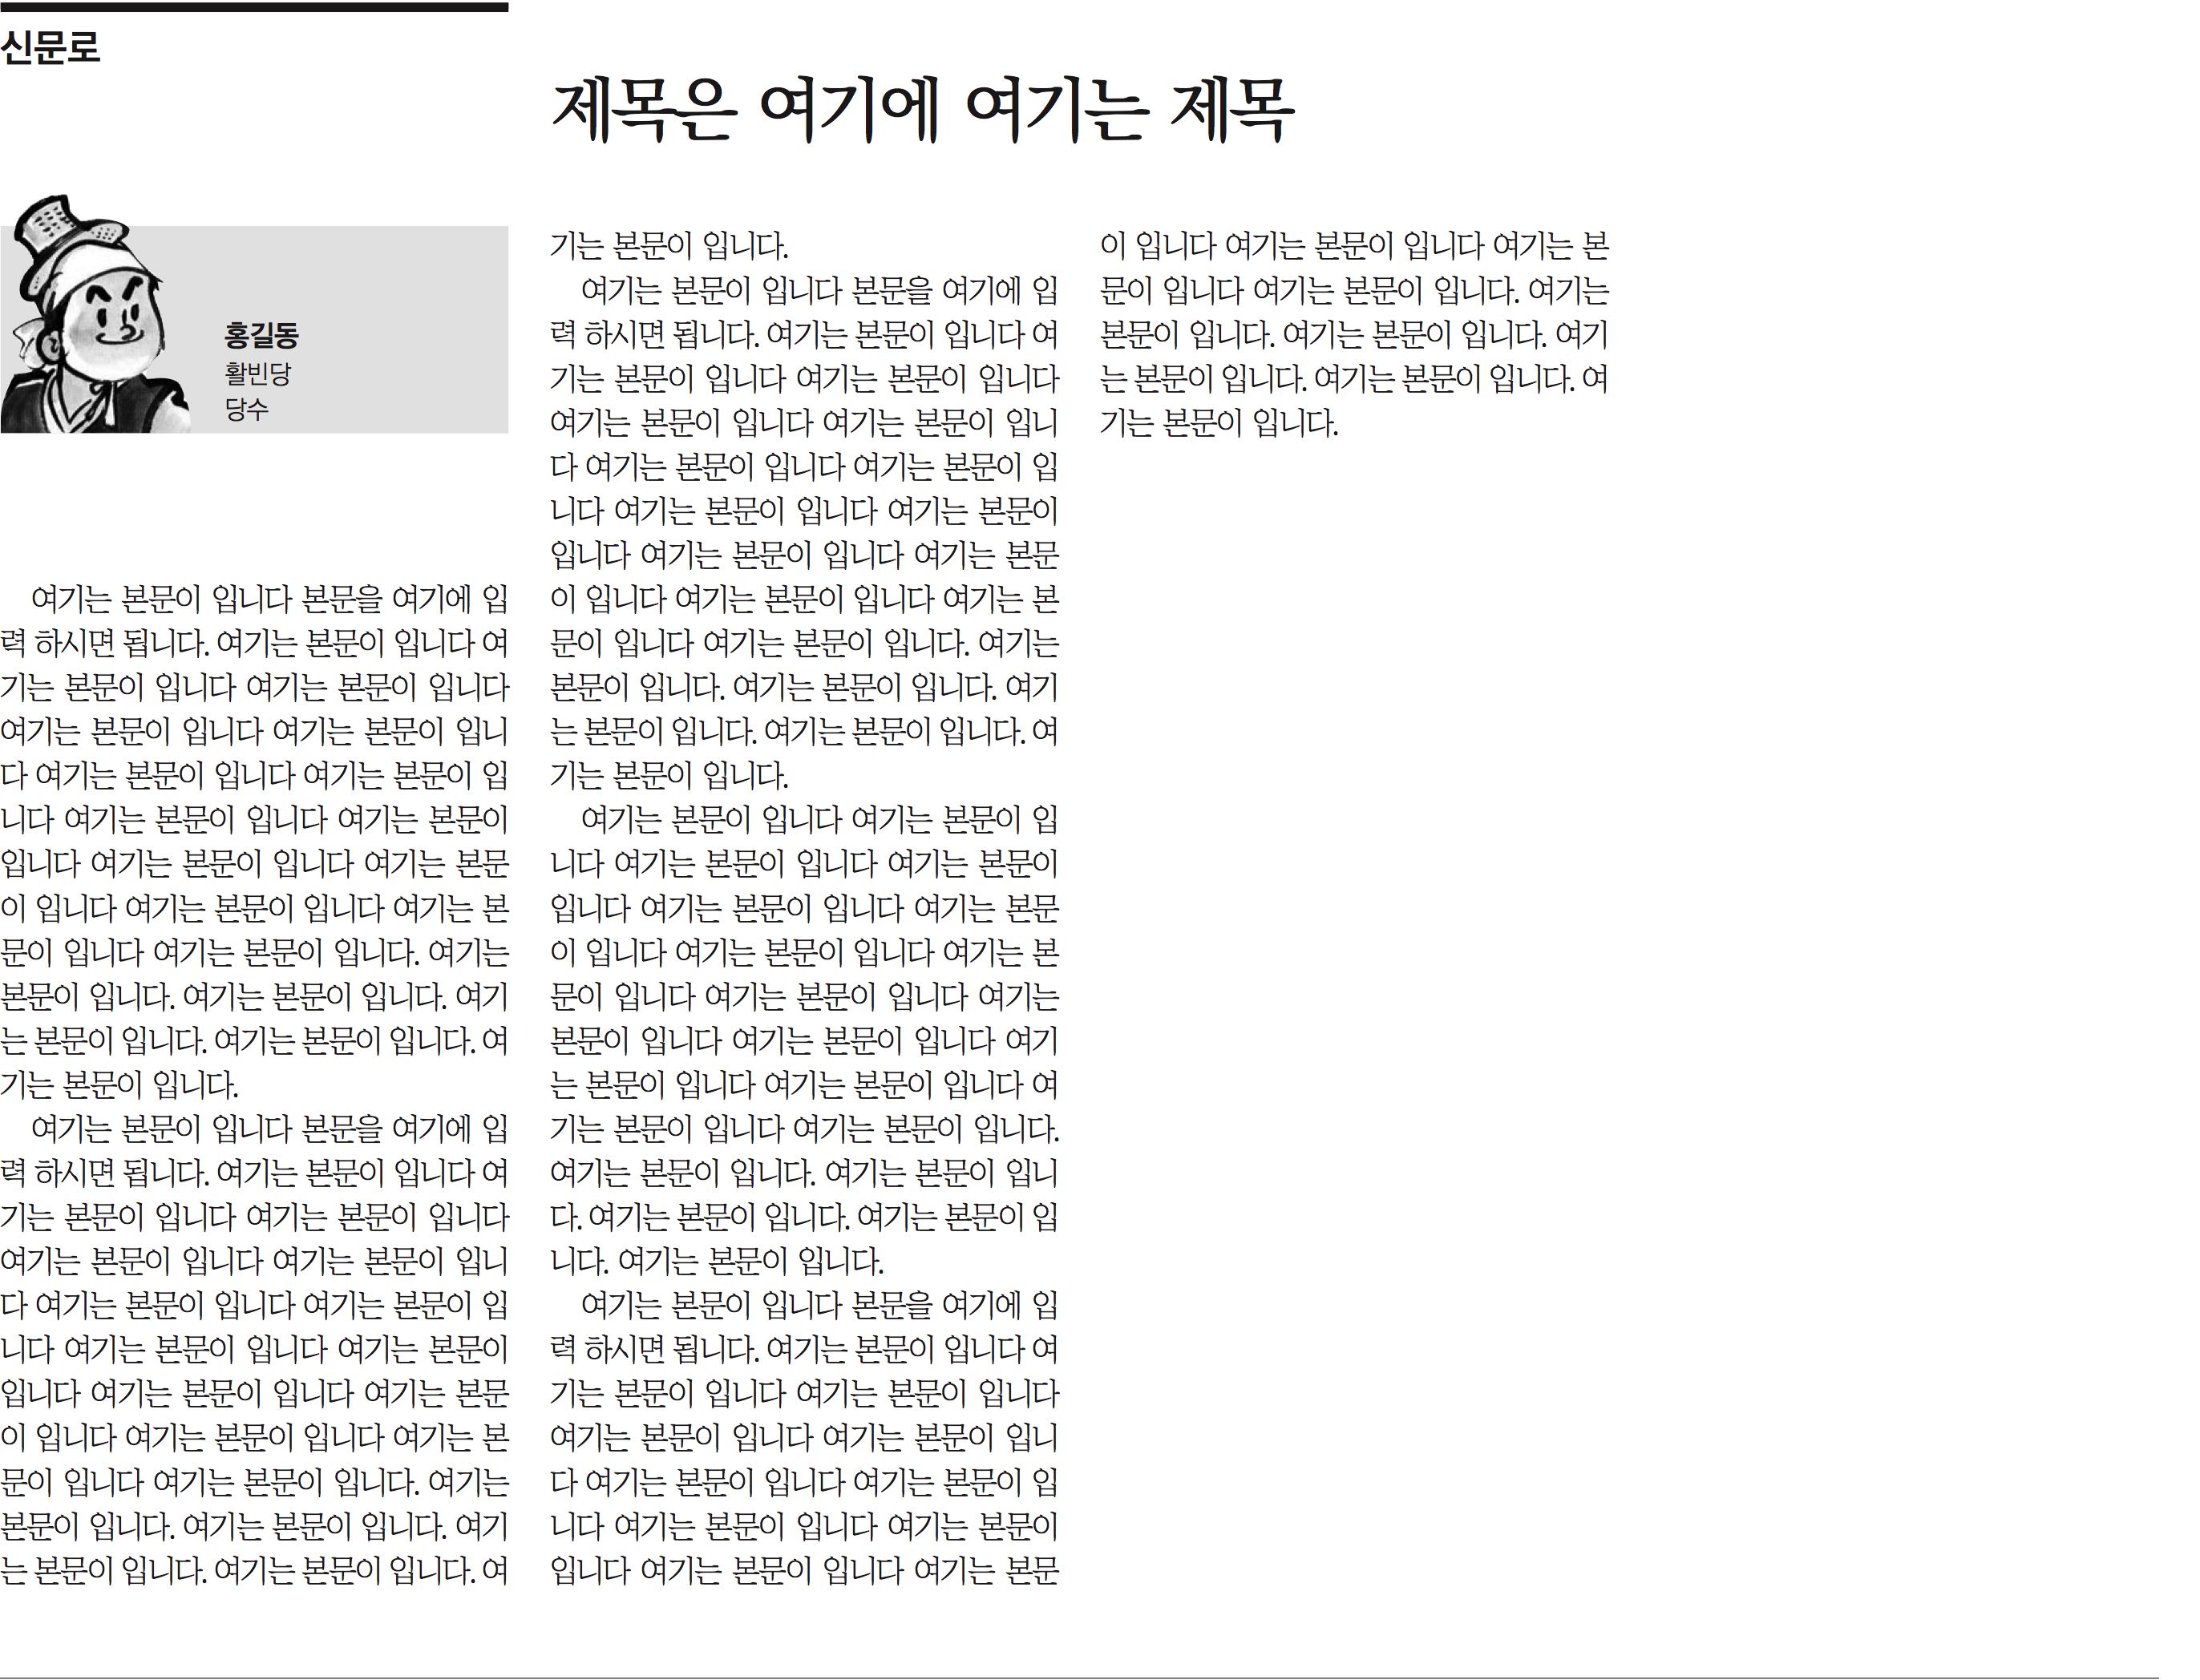 신문로
제목은 여기에 여기는 제목
홍길동
활빈당
당수
여기는 본문이 입니다 본문을 여기에 입
력 하시면 됩니다. 여기는 본문이 입니다 여
기는 본문이 입니다 여기는 본문이 입니다
여기는 본문이 입니다 여기는 본문이 입니
다 여기는 본문이 입니다 여기는 본문이 입
니다 여기는 본문이 입니다 여기는 본문이
입니다 여기는 본문이 입니다 여기는 본문
이 입니다 여기는 본문이 입니다 여기는 본
문이 입니다 여기는 본문이 입니다. 여기는
본문이 입니다. 여기는 본문이 입니다. 여기
는 본문이 입니다. 여기는 본문이 입니다. 여
기는 본문이 입니다.
여기는 본문이 입니다 본문을 여기에 입
력 하시면 됩니다. 여기는 본문이 입니다 여
기는 본문이 입니다 여기는 본문이 입니다
여기는 본문이 입니다 여기는 본문이 입니
다 여기는 본문이 입니다 여기는 본문이 입
니다 여기는 본문이 입니다 여기는 본문이
입니다 여기는 본문이 입니다 여기는 본문
이 입니다 여기는 본문이 입니다 여기는 본
문이 입니다 여기는 본문이 입니다. 여기는
본문이 입니다. 여기는 본문이 입니다. 여기
는 본문이 입니다. 여기는 본문이 입니다. 여
기는 본문이 입니다.
여기는 본문이 입니다 본문을 여기에 입
력 하시면 됩니다. 여기는 본문이 입니다 여
기는 본문이 입니다 여기는 본문이 입니다
여기는 본문이 입니다 여기는 본문이 입니
다 여기는 본문이 입니다 여기는 본문이 입
니다 여기는 본문이 입니다 여기는 본문이
입니다 여기는 본문이 입니다 여기는 본문
이 입니다 여기는 본문이 입니다 여기는 본
문이 입니다 여기는 본문이 입니다. 여기는
본문이 입니다. 여기는 본문이 입니다. 여기
는 본문이 입니다. 여기는 본문이 입니다. 여
기는 본문이 입니다.
여기는 본문이 입니다 여기는 본문이 입
니다 여기는 본문이 입니다 여기는 본문이
입니다 여기는 본문이 입니다 여기는 본문
이 입니다 여기는 본문이 입니다 여기는 본
문이 입니다 여기는 본문이 입니다 여기는
본문이 입니다 여기는 본문이 입니다 여기
는 본문이 입니다 여기는 본문이 입니다 여
기는 본문이 입니다 여기는 본문이 입니다.
여기는 본문이 입니다. 여기는 본문이 입니
다. 여기는 본문이 입니다. 여기는 본문이 입
니다. 여기는 본문이 입니다.
여기는 본문이 입니다 본문을 여기에 입
력 하시면 됩니다. 여기는 본문이 입니다 여
기는 본문이 입니다 여기는 본문이 입니다
여기는 본문이 입니다 여기는 본문이 입니
다 여기는 본문이 입니다 여기는 본문이 입
니다 여기는 본문이 입니다 여기는 본문이
입니다 여기는 본문이 입니다 여기는 본문
이 입니다 여기는 본문이 입니다 여기는 본
문이 입니다 여기는 본문이 입니다. 여기는
본문이 입니다. 여기는 본문이 입니다. 여기
는 본문이 입니다. 여기는 본문이 입니다. 여
기는 본문이 입니다.